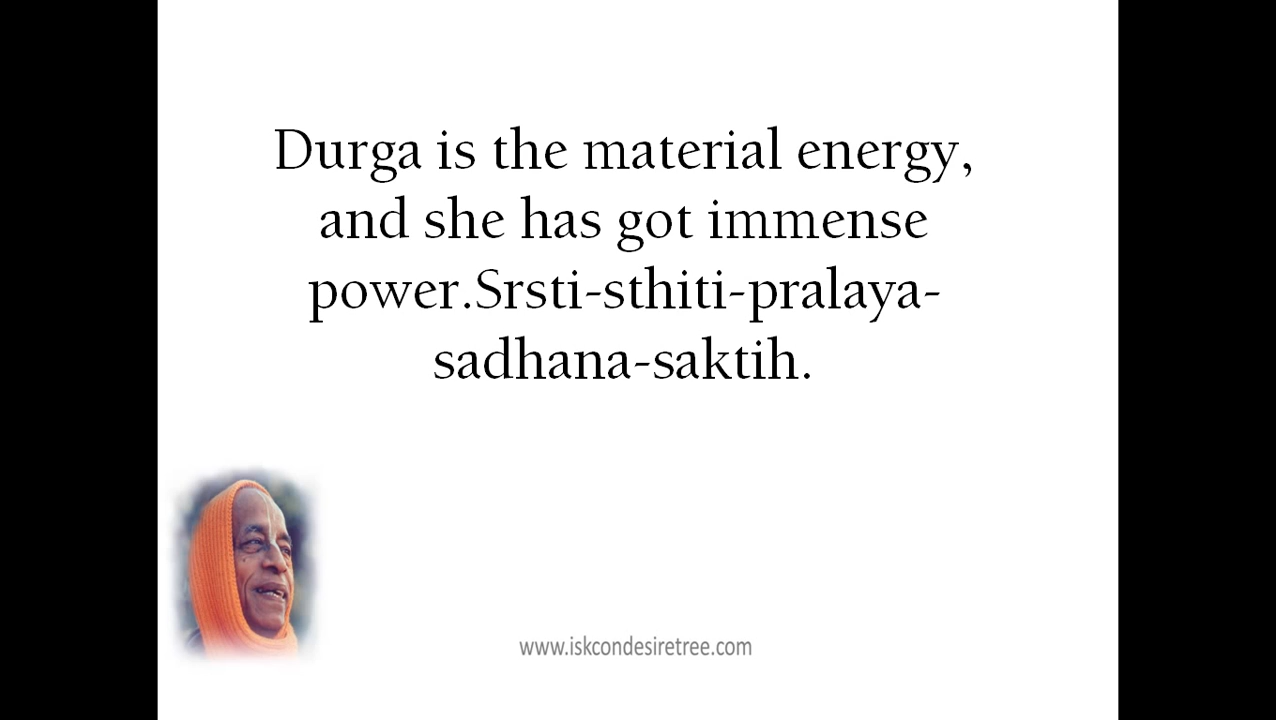 Durga is the material energy,
and she has got immense
power.Srsti-sthiti-pralaya-
sadhana-saktih.
www.iskcondesiretree.com